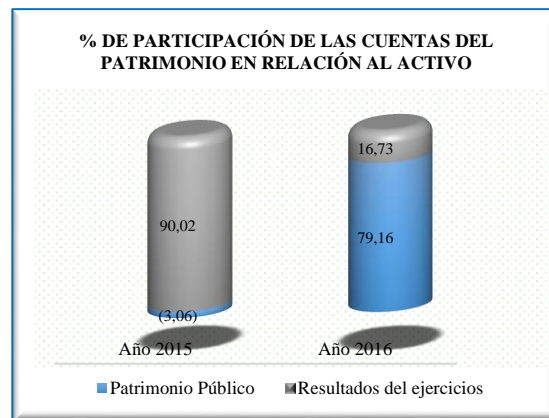 % DE PARTICIPACIÓN DE LAS CUENTAS DEL
PATRIMONIO EN RELACIÓN AL ACTIVO
16,73
90,02
79,16
(3,06)
Año 2015
Año 2016
Patrimonio Público
Resultados del ejercicios